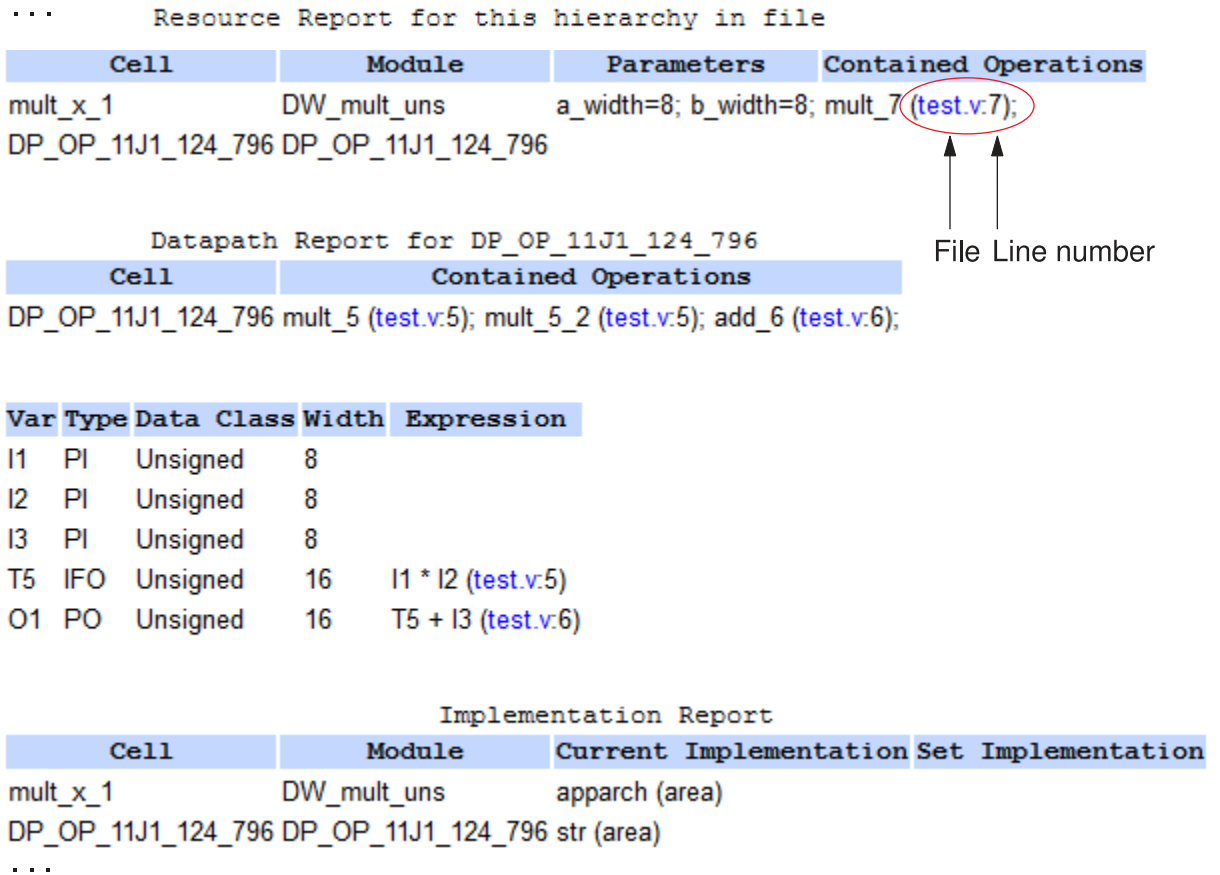 ...
Resource Report for this hierarchy in file
Cell Module Parameters Contained Operations
mult_x_1 DW_mult_uns a_width=8; b_width=8; mult_7 (test.v:7);
DP_OP_11J1_124_796 DP_OP_11J1_124_796
File Line number
Datapath Report for DP_OP_11J1_124_796
Cell Contained Operations
DP_OP_11J1_124_796 mult_5 (test.v:5); mult_5_2 (test.v:5); add_6 (test.v:6);
Var Type Data Class Width Expression
I1 PI Unsigned 8
I2 PI Unsigned 8
I3 PI Unsigned 8
T5 IFO Unsigned 16 I1 * I2 (test.v:5)
O1 PO Unsigned 16 T5 + I3 (test.v:6)
Implementation Report
Cell Module Current Implementation Set Implementation
mult_x_1 DW_mult_uns apparch (area)
DP_OP_11J1_124_796 DP_OP_11J1_124_796 str (area)
...